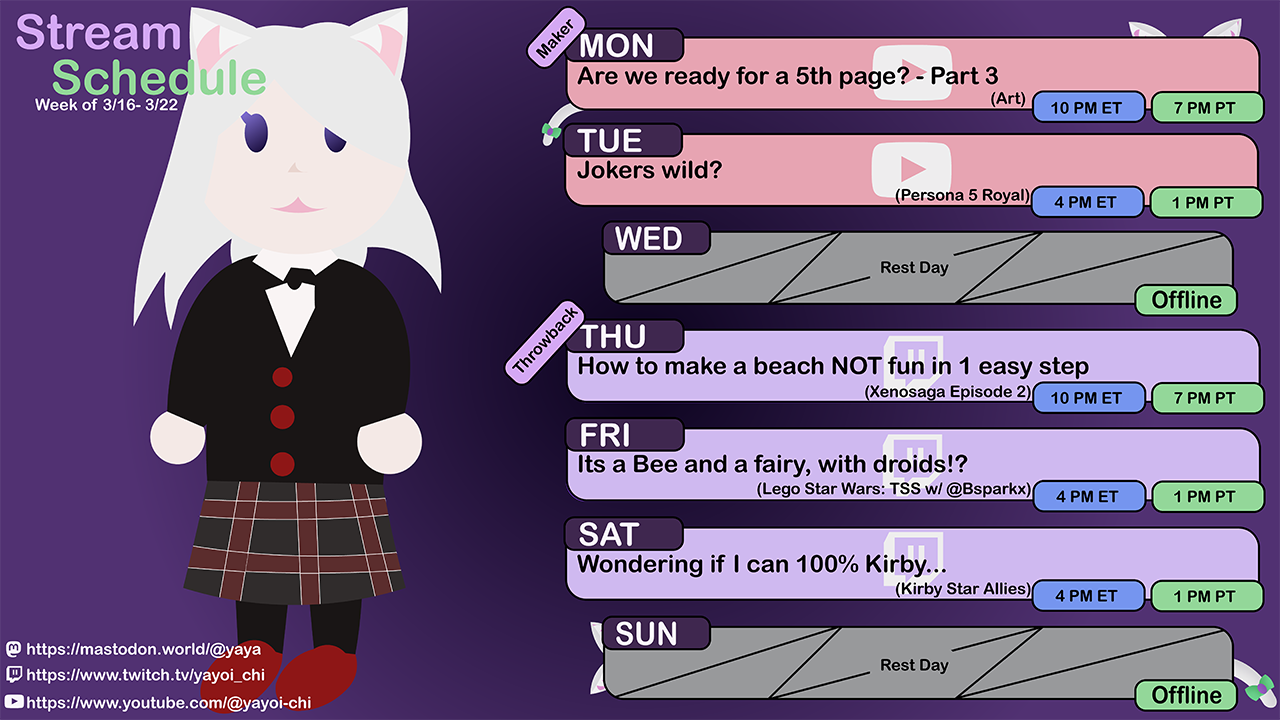 Stream
Schedule
Week of 3/16- 3/22
Maker
MON
Are we ready for a 5th page? - Part 3
(Art)
10 PM ET
7 PM PT
TUE
Jokers wild?
(Persona 5 Royal)
4 PM ET
1 PM PT
WED
Rest Day
Offline
Throwback
THU
How to make a beach NOT fun in 1 easy step
(Xenosaga Episode 2)
10 PM ET
7 PM PT
FRI
Its a Bee and a fairy, with droids!?
(Lego Star Wars: TSS w/ @Bsparkx)
4 PM ET
1 PM PT
SAT
Wondering if I can 100% Kirby...
(Kirby Star Allies)
4 PM ET
1 PM PT
SUN
Rest Day
Offline
https://mastodon.world/@yaya
https://www.twitch.tv/yayoi_chi
https://www.youtube.com/@yayoi-chi